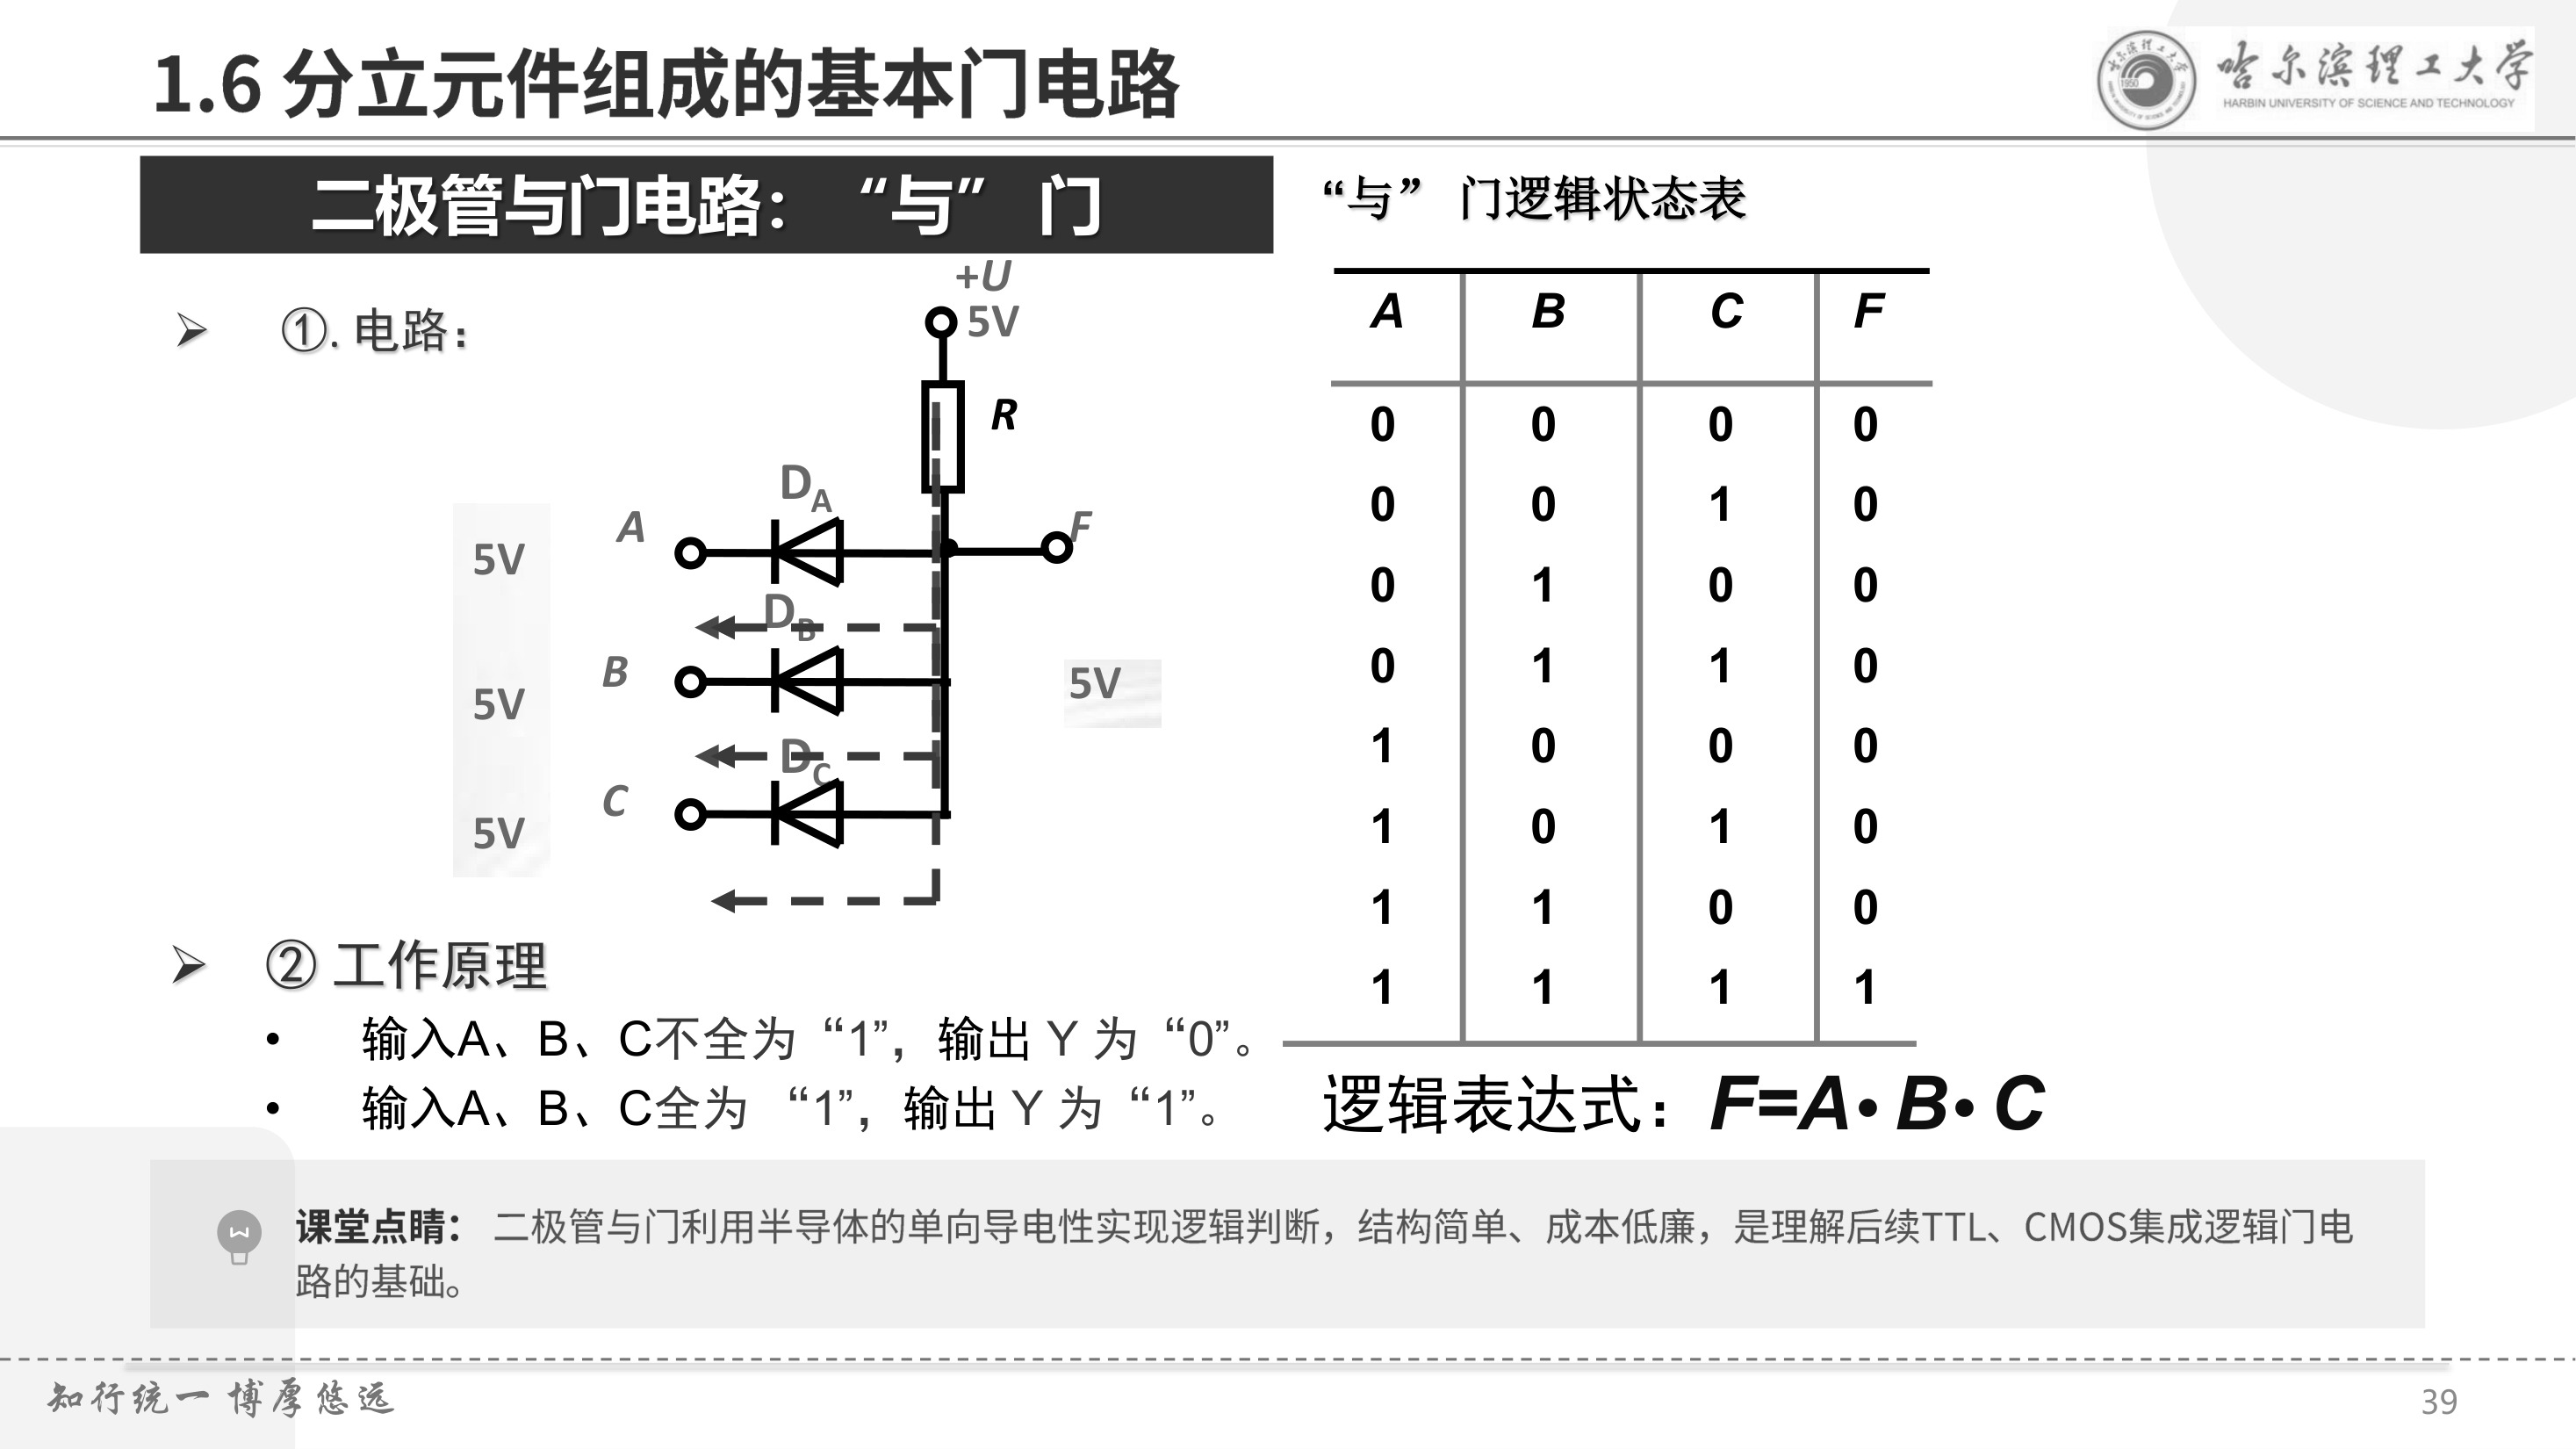 1.6 分立元件组成的基本门电路
哈尔滨理工大学
HARBIN UNIVERSITY OF SCIENCE AND TECHNOLOGY
1950
二极管与门电路：“与” 门
①. 电路：
+U
5V
R
D_A
A
F
5V
D_B
B
5V
5V
D_C
C
5V
② 工作原理
• 输入A、B、C不全为“1”，输出 Y 为“0”。
• 输入A、B、C全为 “1”，输出 Y 为“1”。
“与” 门逻辑状态表
A B C F
0 0 0 0
0 0 1 0
0 1 0 0
0 1 1 0
1 0 0 0
1 0 1 0
1 1 0 0
1 1 1 1
逻辑表达式：F=A• B• C
课堂点睛： 二极管与门利用半导体的单向导电性实现逻辑判断，结构简单、成本低廉，是理解后续TTL、CMOS集成逻辑门电
路的基础。
知行统一 博厚悠远
39